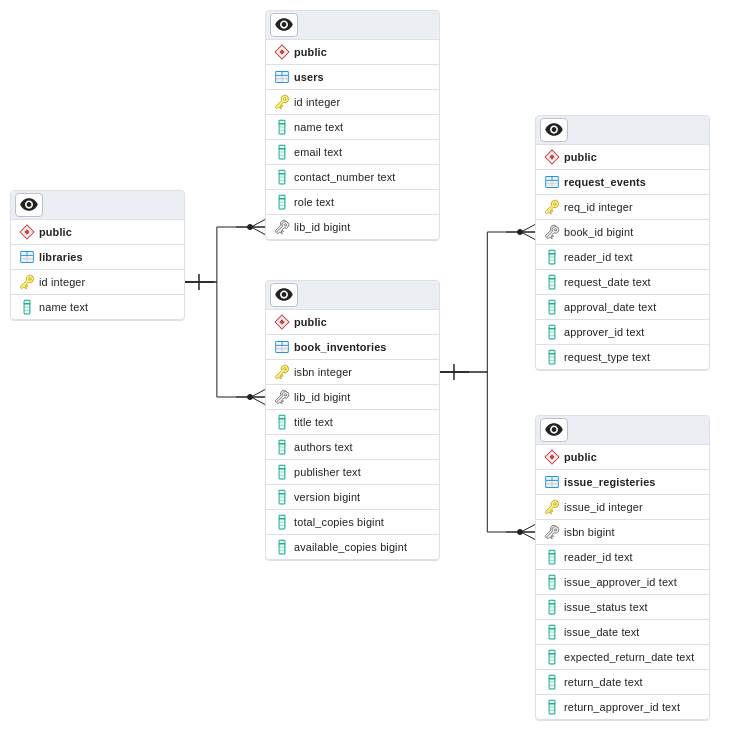 public
libraries
id integer
name text
public
users
id integer
name text
email text
contact_number text
role text
lib_id bigint
public
book_inventories
isbn integer
lib_id bigint
title text
authors text
publisher text
version bigint
total_copies bigint
available_copies bigint
public
request_events
req_id integer
book_id bigint
reader_id text
request_date text
approval_date text
approver_id text
request_type text
public
issue_registeries
issue_id integer
isbn bigint
reader_id text
issue_approver_id text
issue_status text
issue_date text
expected_return_date text
return_date text
return_approver_id text